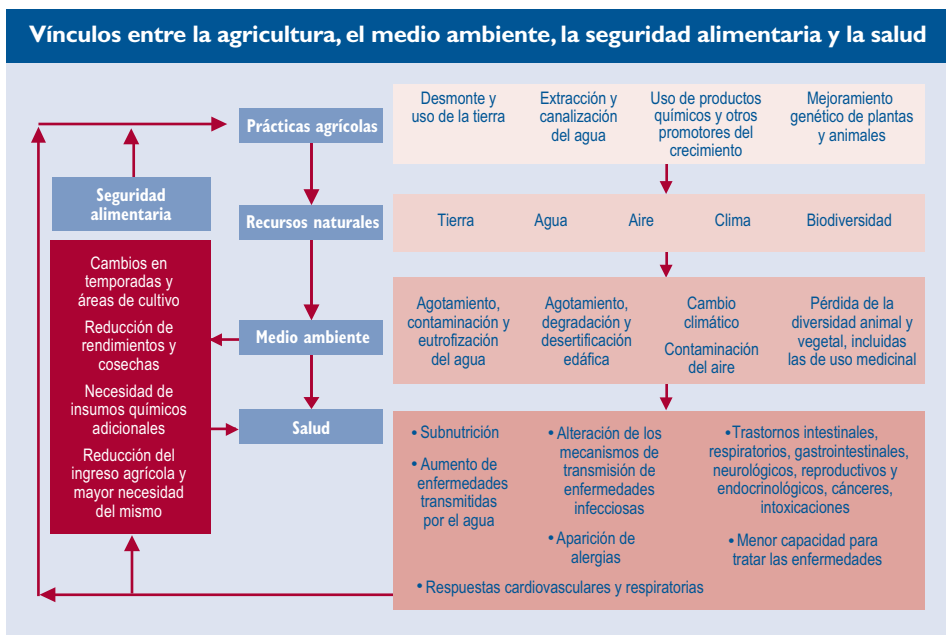 Vínculos entre la agricultura, el medio ambiente, la seguridad alimentaria y la salud
Prácticas agrícolas
Desmonte y
uso de la tierra
Extracción y
canalización
del agua
Uso de productos
químicos y otros
promotores del
crecimiento
Mejoramiento
genético de plantas
y animales
Seguridad
alimentaria
Recursos naturales
Tierra
Agua
Aire
Clima
Biodiversidad
Cambios en
temporadas y
áreas de cultivo
Reducción de
rendimientos y
cosechas
Necesidad de
insumos químicos
adicionales
Reducción del
ingreso agrícola y
mayor necesidad
del mismo
Medio ambiente
Agotamiento,
contaminación y
eutrofización
del agua
Agotamiento,
degradación y
desertificación
edáfica
Cambio
climático
Contaminación
del aire
Pérdida de la
diversidad animal y
vegetal, incluidas
las de uso medicinal
Salud
• Subnutrición
• Aumento de
enfermedades
transmitidas
por el agua
• Alteración de los
mecanismos de
transmisión de
enfermedades
infecciosas
• Aparición de
alergias
• Trastornos intestinales,
respiratorios, gastrointestinales,
neurológicos, reproductivos y
endocrinológicos, cánceres,
intoxicaciones
• Menor capacidad para
tratar las enfermedades
• Respuestas cardiovasculares y respiratorias